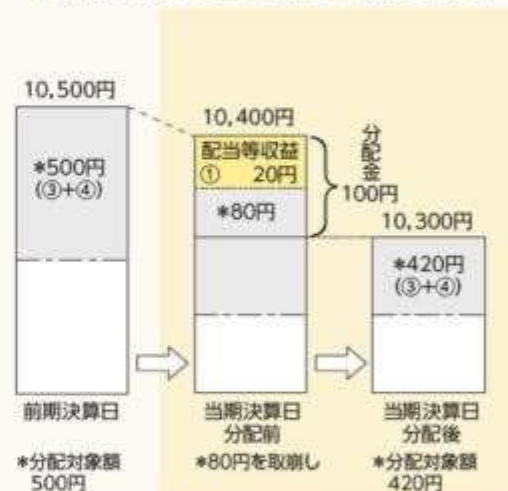 10,500円
*500円
(③+④)
10,400円
配当等収益
① 20円
*80円
分配金
100円
10,300円
*420円
(③+④)
前期決算日
当期決算日
分配前
当期決算日
分配後
*分配対象額
500円
*80円を取崩し
*分配対象額
420円